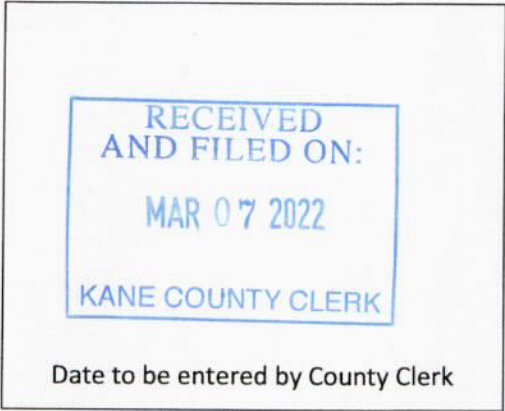 RECEIVED
AND FILED ON:
MAR 07 2022
KANE COUNTY CLERK
Date to be entered by County Clerk